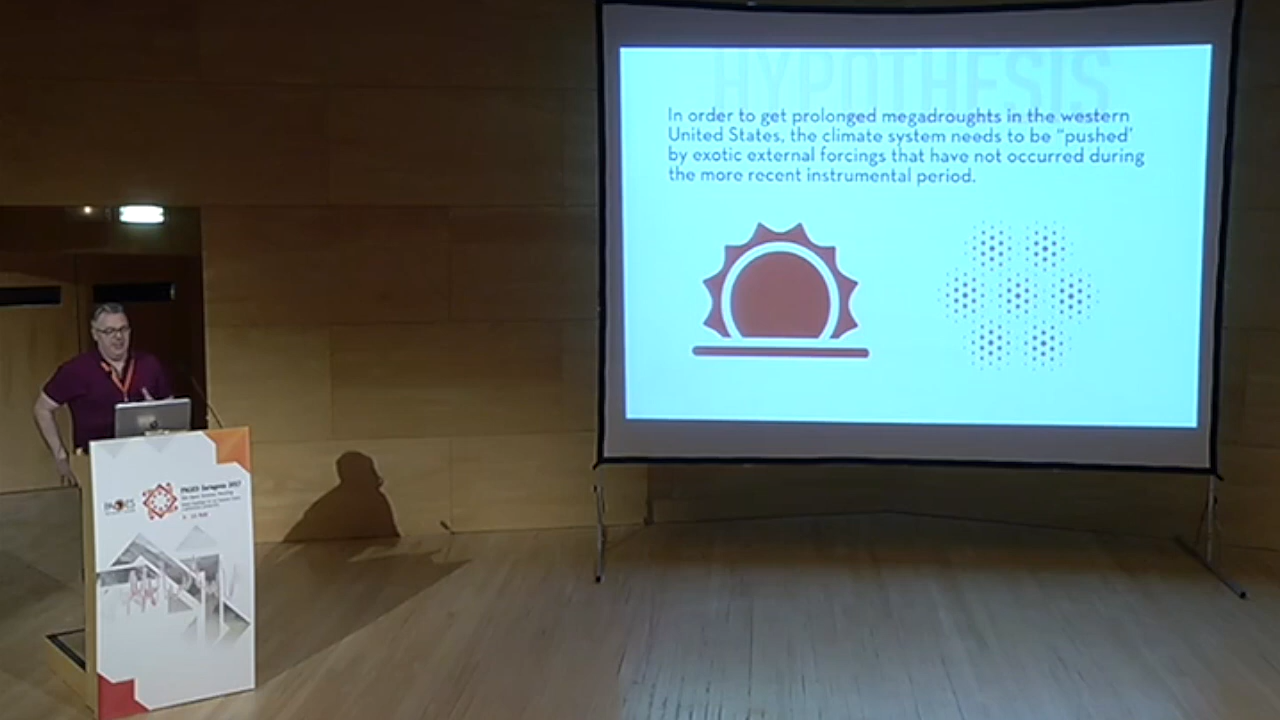 HYPOTHESIS
In order to get prolonged megadroughts in the western
United States, the climate system needs to be "pushed'
by exotic external forcings that have not occurred during
the more recent instrumental period.
PAGES
PAGES Zaragoza 2017